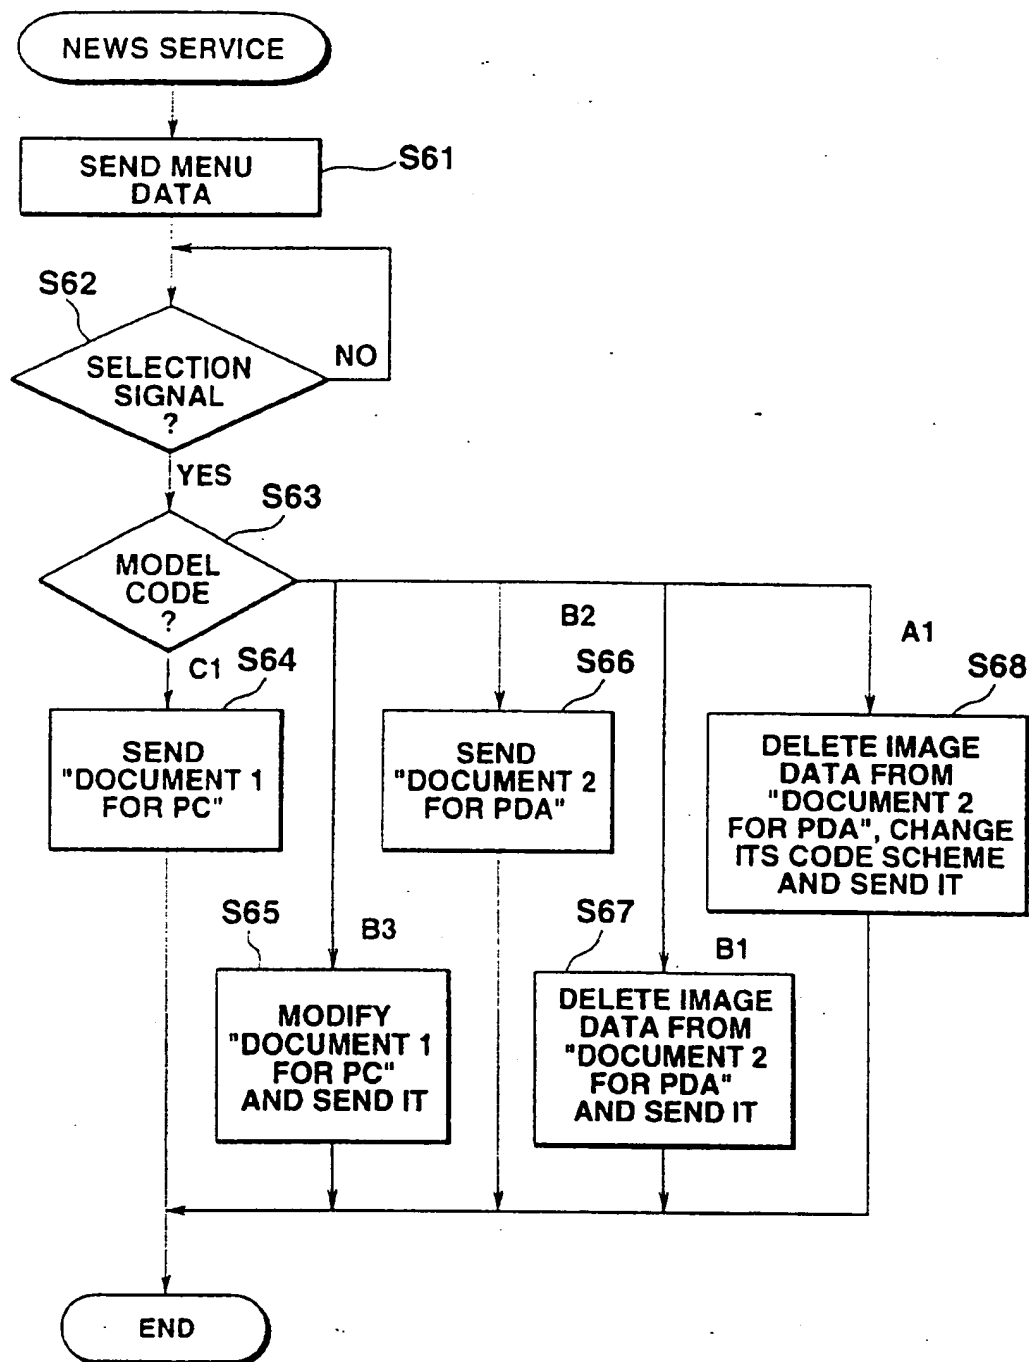 NEWS SERVICE
SEND MENU
DATA
S61
S62
SELECTION
SIGNAL
?
NO
YES
S63
MODEL
CODE
?
C1
S64
SEND
"DOCUMENT 1
FOR PC"
B3
S65
MODIFY
"DOCUMENT 1
FOR PC"
AND SEND IT
B2
S66
SEND
"DOCUMENT 2
FOR PDA"
B1
S67
DELETE IMAGE
DATA FROM
"DOCUMENT 2
FOR PDA"
AND SEND IT
A1
S68
DELETE IMAGE
DATA FROM
"DOCUMENT 2
FOR PDA", CHANGE
ITS CODE SCHEME
AND SEND IT
END